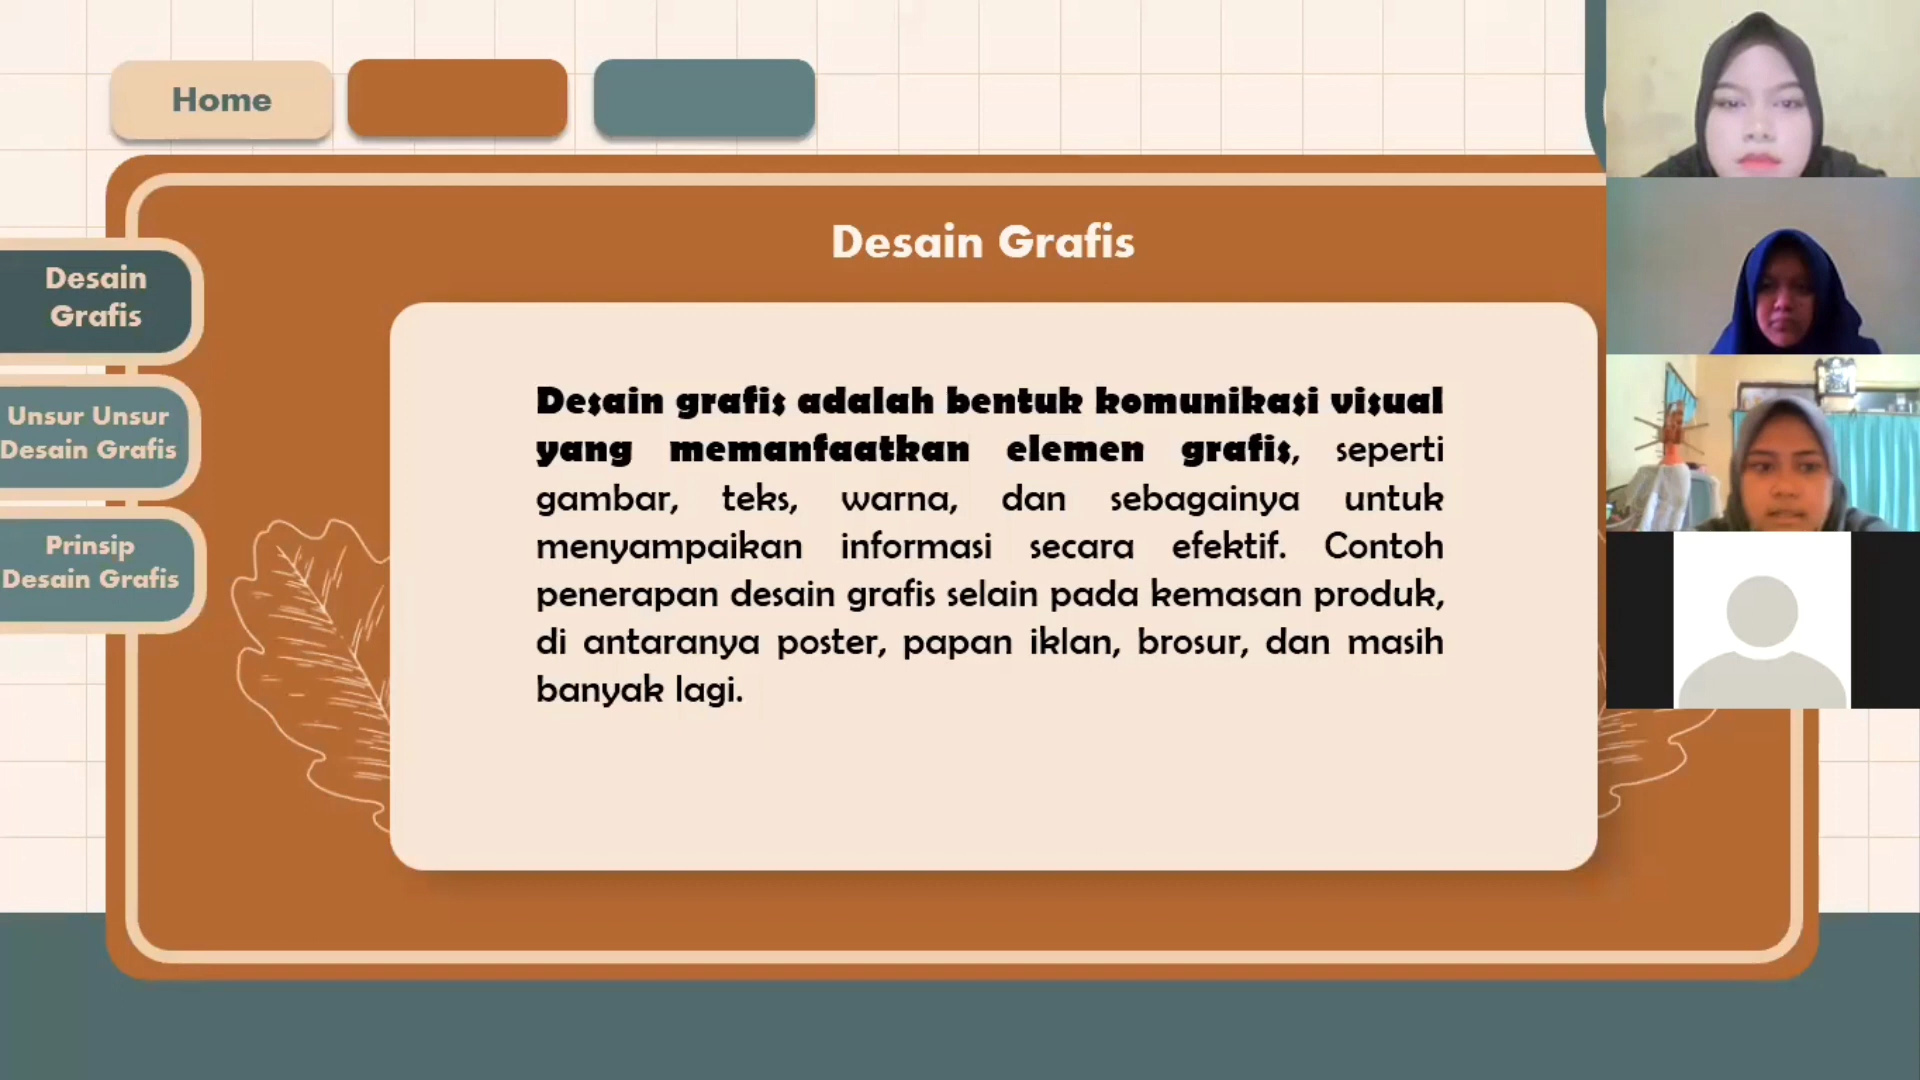 Home
Desain Grafis
Desain
Grafis
Unsur Unsur
Desain Grafis
Prinsip
Desain Grafis
Desain grafis adalah bentuk komunikasi visual
yang memanfaatkan elemen grafis, seperti
gambar, teks, warna, dan sebagainya untuk
menyampaikan informasi secara efektif. Contoh
penerapan desain grafis selain pada kemasan produk,
di antaranya poster, papan iklan, brosur, dan masih
banyak lagi.